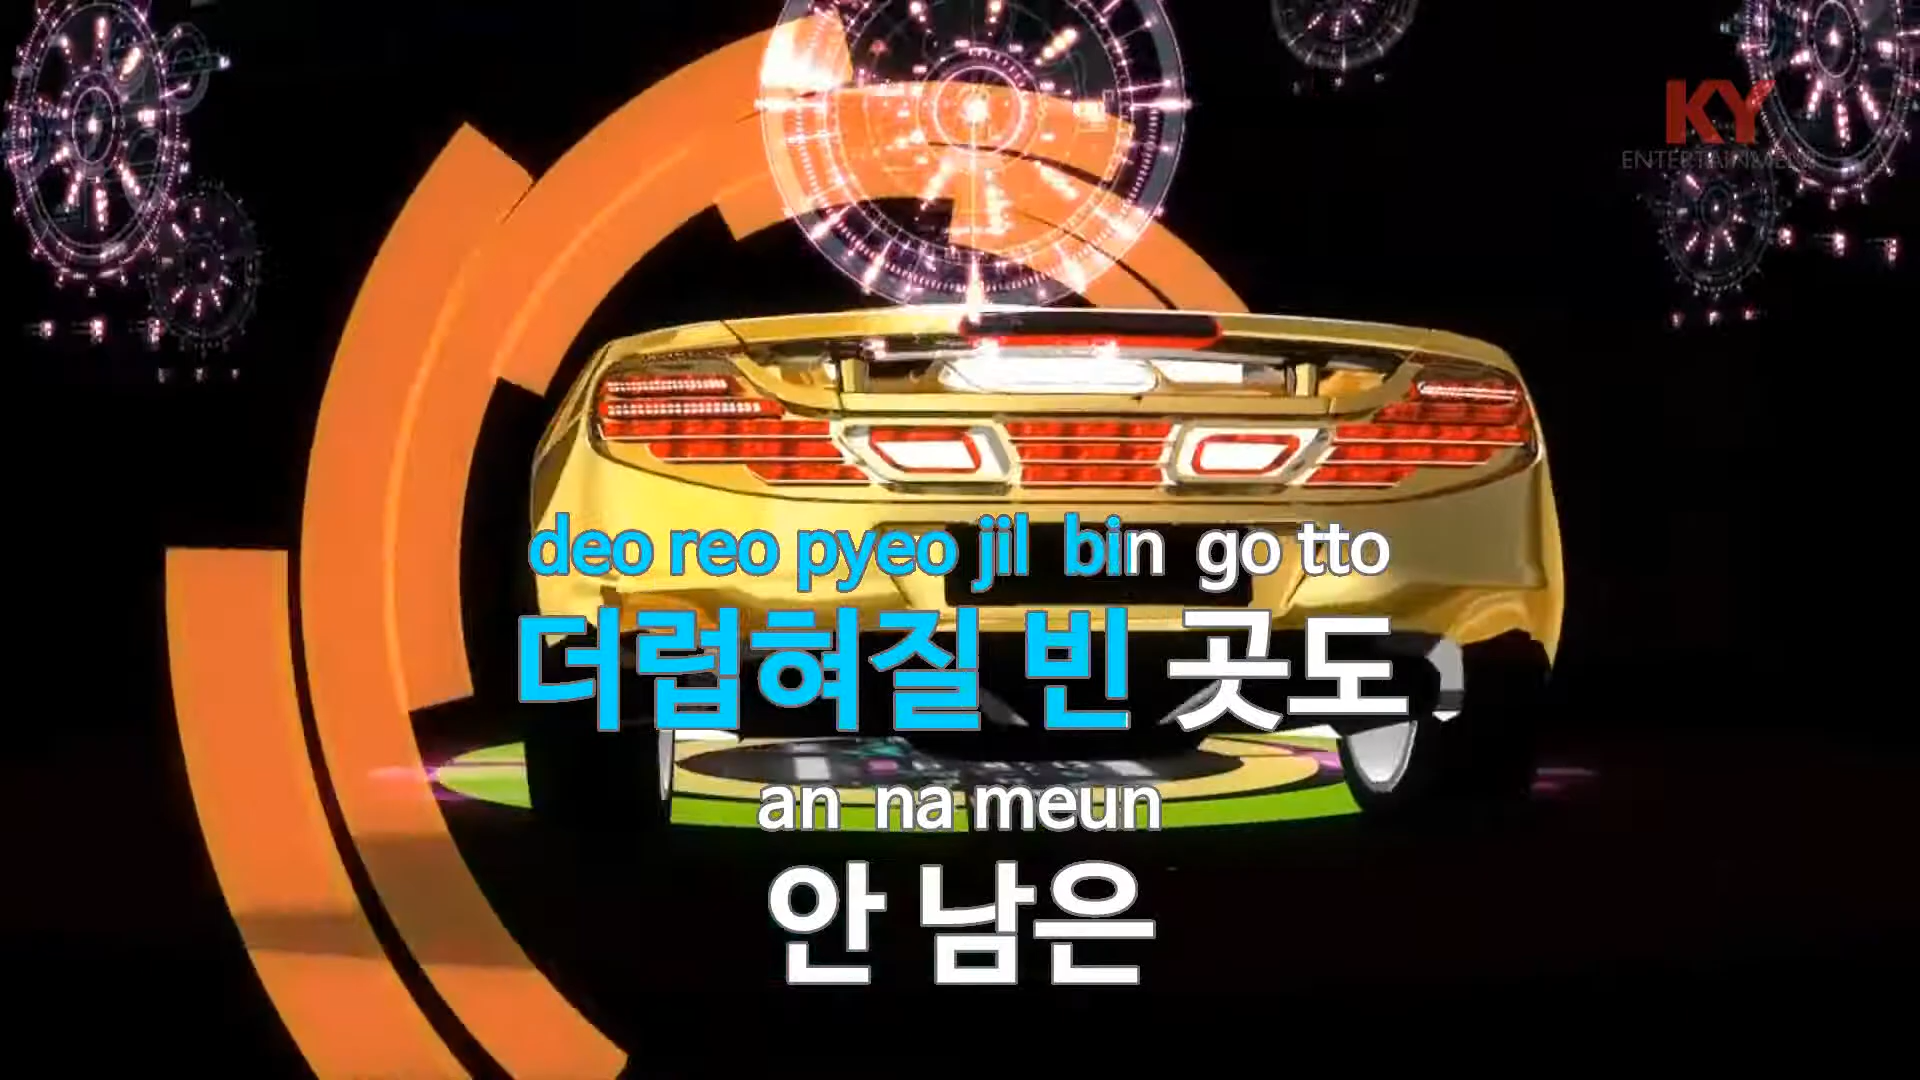 KY
ENTERTAINMENT
deo reo pyeo jil bin go tto
더럽혀질 빈 곳도
an na meun
안 남은